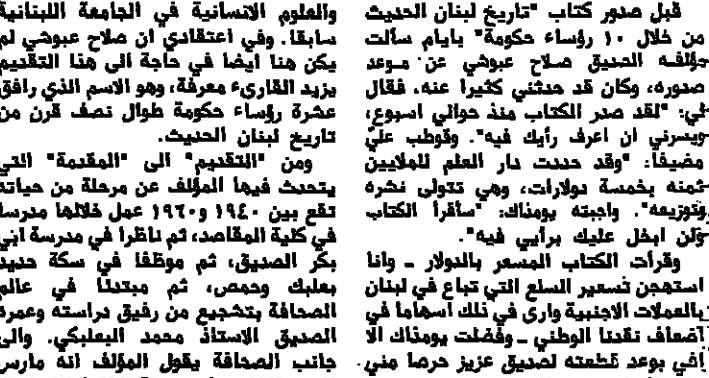 قبل صدور كتاب "تاريخ لبنان الحديث
من خلال ١٠ رؤساء حكومة" بايام سألت
مؤلفه الصديق صلاح عبوشي عن موعد
صدوره، وكان قد حدثني كثيرا عنه. فقال
لي: "لقد صدر الكتاب منذ حوالي اسبوع،
ويسرني ان اعرف رأيك فيه". وقوطب عليّ
مضيفا: "وقد حددت دار العلم للملايين
ثمنه بخمسة دولارات، وهي تتولى نشره
وتوزيعه". واجبته يومذاك: "سأقرأ الكتاب
ولن ابخل عليك برأيي فيه".
وقرأت الكتاب المسعر بالدولار ـ وانا
استهجن تسعير السلع التي تباع في لبنان
بالعملات الاجنبية وارى في ذلك اسهاما في
اضعاف نقدنا الوطني ـ وفضلت يومذاك الا
افي بوعد قطعته لصديق عزيز حرصا مني
والعلوم الانسانية في الجامعة اللبنانية
سابقا. وفي اعتقادي ان صلاح عبوشي لم
يكن هنا ايضا في حاجة الى هذا التقديم
يزيد القاريء معرفة، وهو الاسم الذي رافق
عشرة رؤساء حكومة طوال نصف قرن من
تاريخ لبنان الحديث.
ومن "التقديم" الى "المقدمة" التي
يتحدث فيها المؤلف عن مرحلة من حياته
تقع بين ١٩٤٠ و١٩٦٠ عمل خلالها مدرسا
في كلية المقاصد، ثم ناظرا في مدرسة ابي
بكر الصديق، ثم موظفا في سكة حديد
بعلبك وحمص، ثم مبتدئا في عالم
الصحافة بتشجيع من رفيق دراسته وعمره
الصديق الاستاذ محمد البعلبكي. والى
جانب الصحافة يقول المؤلف انه مارس